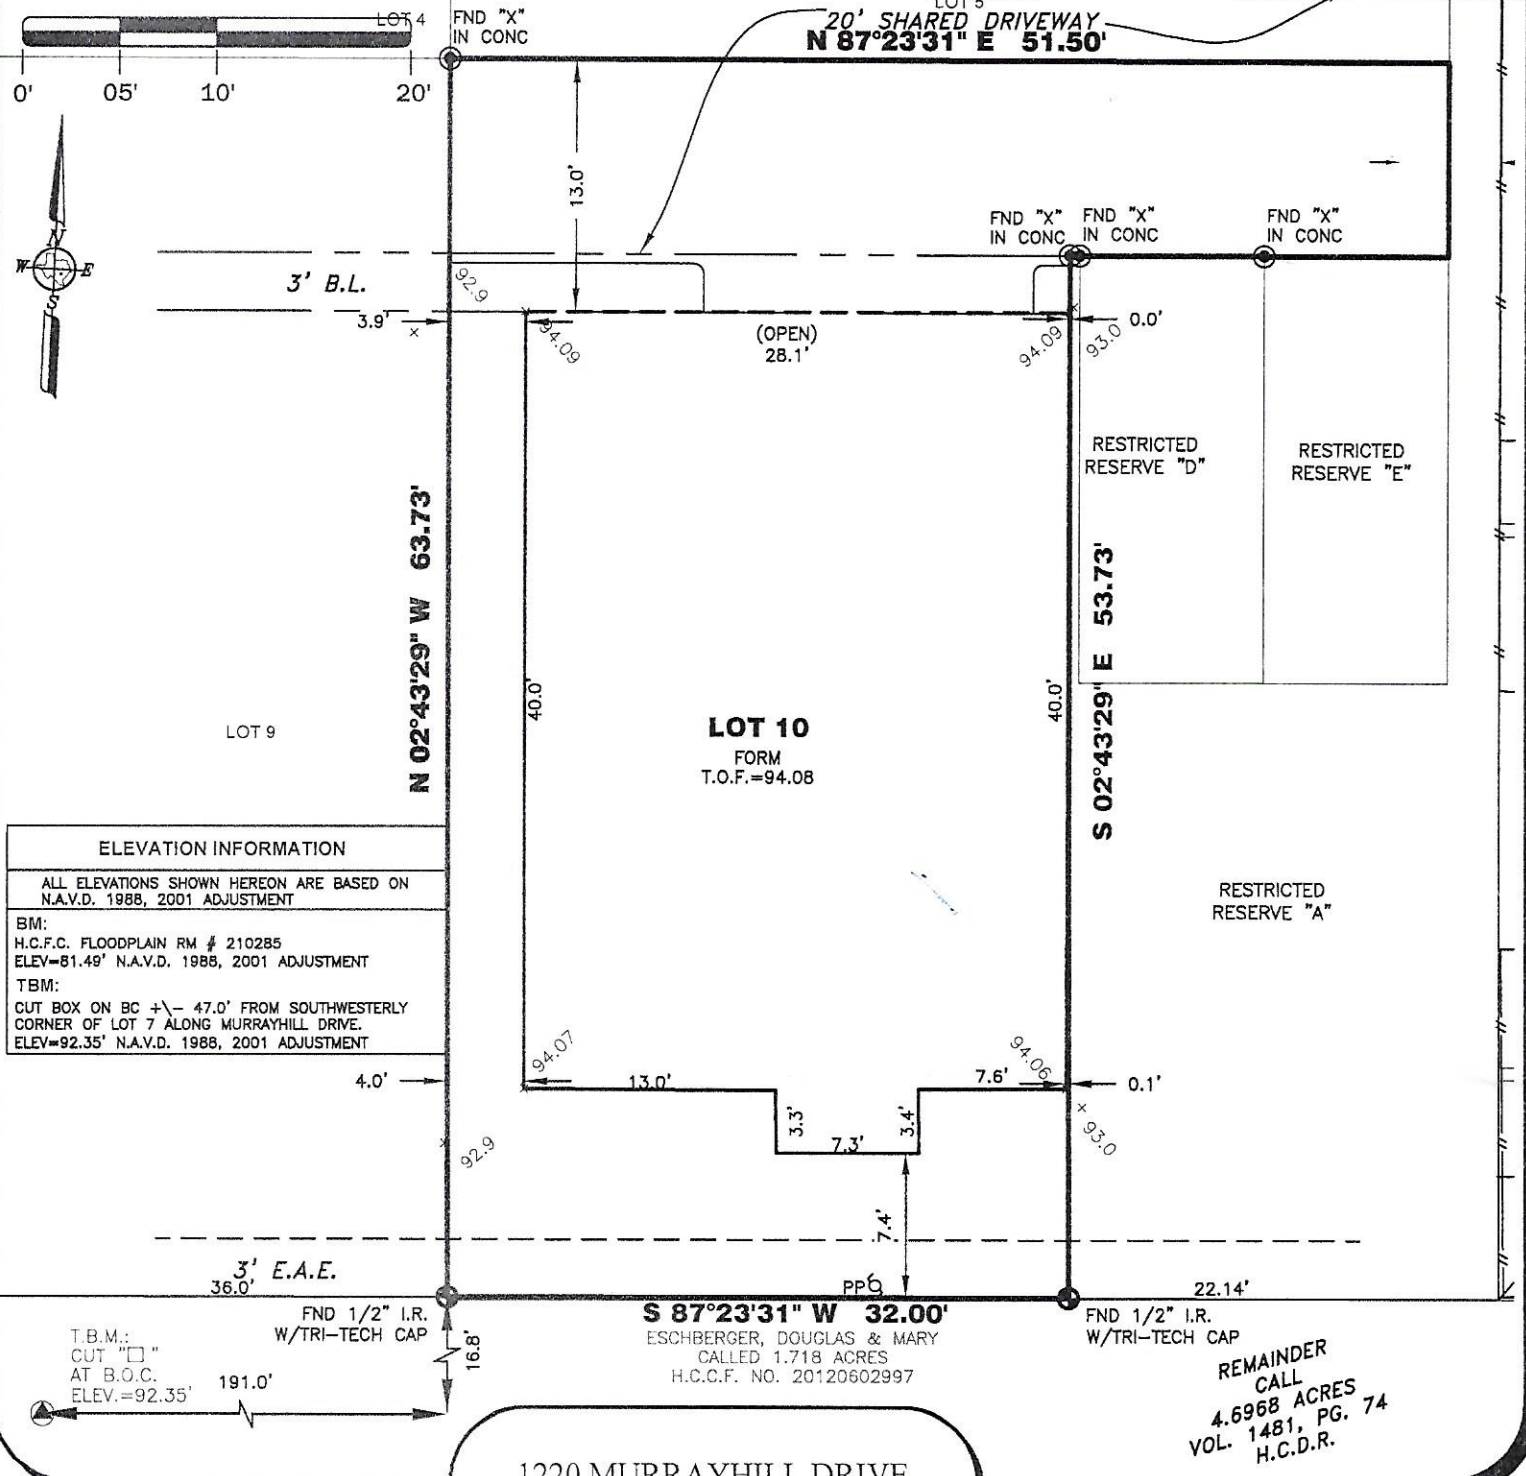 LOT 4
FND "X"
IN CONC
LOT 5
20' SHARED DRIVEWAY
N 87°23'31" E 51.50'
0' 05' 10' 20'
13.0'
N
W E
S
3' B.L.
92.9
3.9'
94.09
(OPEN)
28.1'
FND "X"
IN CONC
FND "X"
IN CONC
FND "X"
IN CONC
94.09
93.0
0.0'
RESTRICTED
RESERVE "D"
RESTRICTED
RESERVE "E"
N 02°43'29" W 63.73'
S 02°43'29" E 53.73'
40.0'
40.0'
LOT 9
LOT 10
FORM
T.O.F.=94.08
RESTRICTED
RESERVE "A"
ELEVATION INFORMATION
ALL ELEVATIONS SHOWN HEREON ARE BASED ON
N.A.V.D. 1988, 2001 ADJUSTMENT
BM:
H.C.F.C. FLOODPLAIN RM # 210285
ELEV=81.49' N.A.V.D. 1988, 2001 ADJUSTMENT
TBM:
CUT BOX ON BC +\- 47.0' FROM SOUTHWESTERLY
CORNER OF LOT 7 ALONG MURRAYHILL DRIVE.
ELEV=92.35' N.A.V.D. 1988, 2001 ADJUSTMENT
94.07
94.06
4.0'
13.0'
7.6'
0.1'
3.3'
3.4'
7.3'
92.9
93.0
7.4'
3' E.A.E.
36.0'
PP
22.14'
FND 1/2" I.R.
W/TRI-TECH CAP
S 87°23'31" W 32.00'
FND 1/2" I.R.
W/TRI-TECH CAP
ESCHBERGER, DOUGLAS & MARY
CALLED 1.718 ACRES
H.C.C.F. NO. 20120602997
T.B.M.:
CUT "□"
AT B.O.C.
ELEV.=92.35'
191.0'
16.8'
REMAINDER
CALL
4.6968 ACRES
VOL. 1481, PG. 74
H.C.D.R.
1220 MURRAYHILL DRIVE